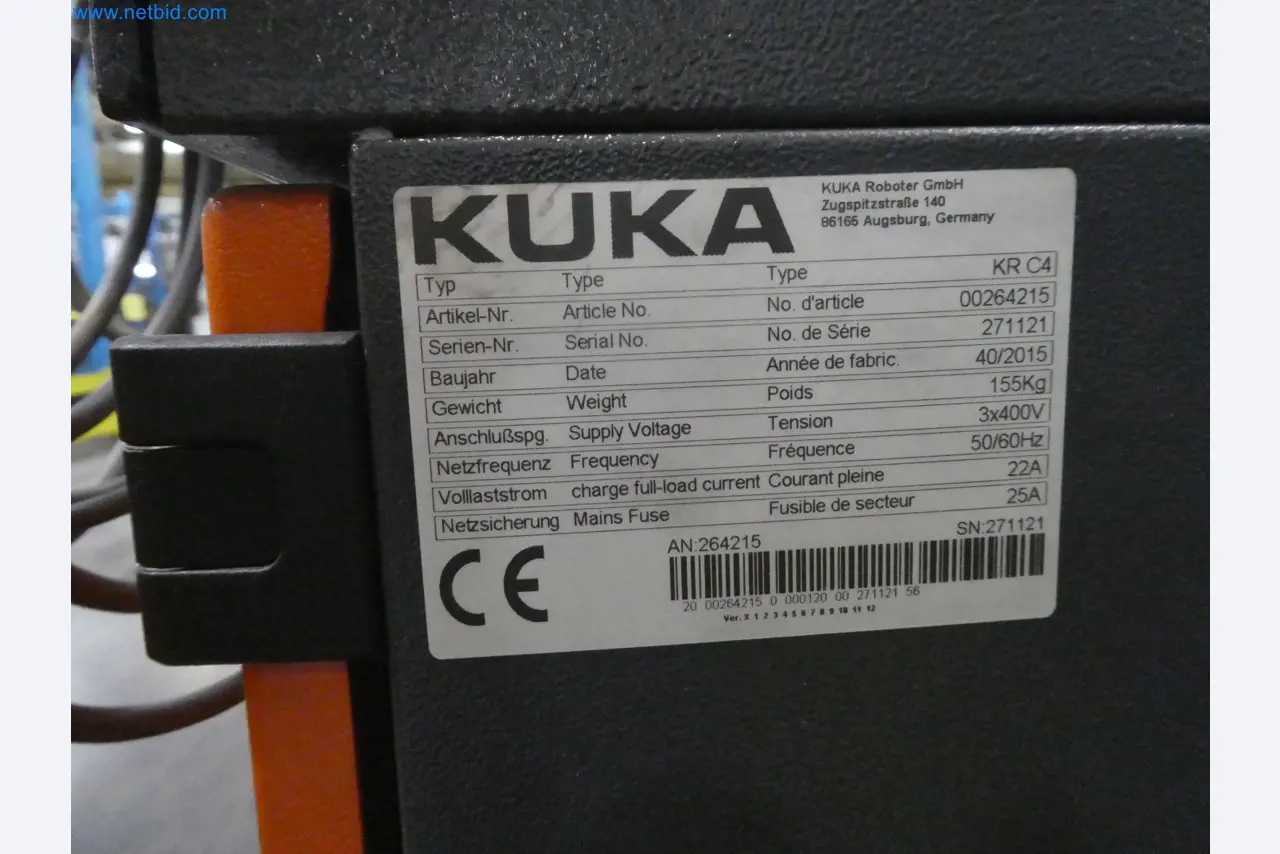 www.netbid.com
KUKA
KUKA Roboter GmbH
Zugspitzstraße 140
86165 Augsburg, Germany
Typ Type Type KR C4
Artikel-Nr. Article No. No. d'article 00264215
Serien-Nr. Serial No. No. de Série 271121
Baujahr Date Année de fabric. 40/2015
Gewicht Weight Poids 155Kg
Anschlußspg. Supply Voltage Tension 3x400V
Netzfrequenz Frequency Fréquence 50/60Hz
Volllaststrom charge full-load current Courant pleine 22A
Netzsicherung Mains Fuse Fusible de secteur 25A
CE
AN:264215 SN:271121
20 00264215 0 000120 00 271121 56
Ver. X 1 2 3 4 5 6 7 8 9 10 11 12